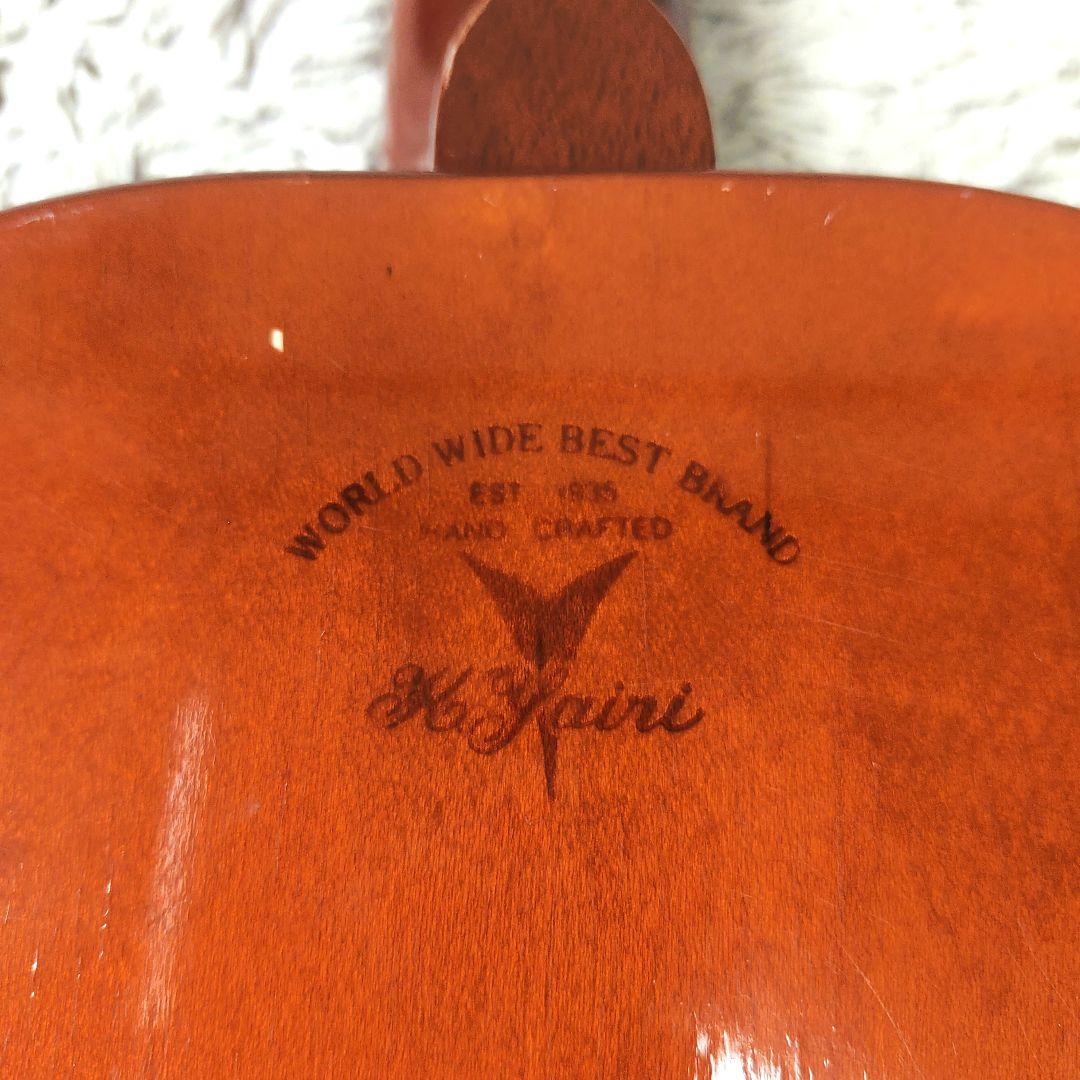 WORLD WIDE BEST BRAND
EST 1935
HAND CRAFTED
K.Yairi